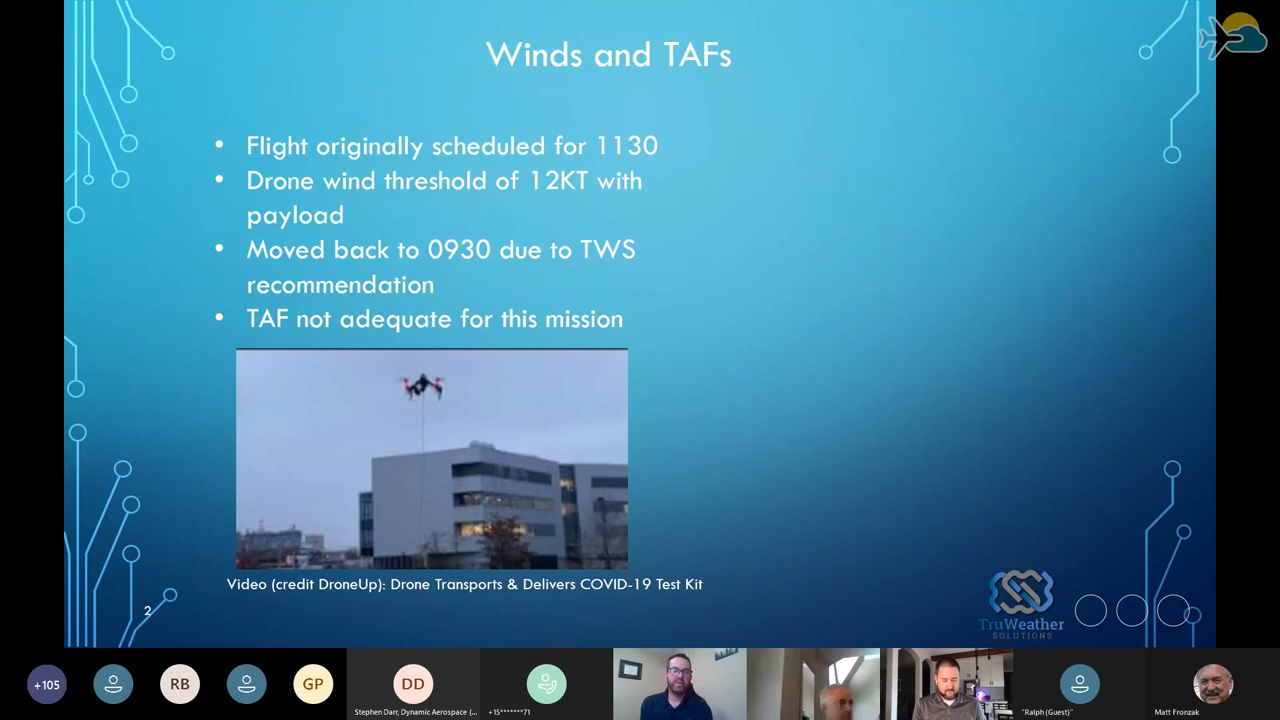 Winds and TAFs
• Flight originally scheduled for 1130
• Drone wind threshold of 12KT with
payload
• Moved back to 0930 due to TWS
recommendation
• TAF not adequate for this mission
Video (credit DroneUp): Drone Transports & Delivers COVID-19 Test Kit
2
TruWeather
SOLUTIONS
+105
RB
GP
DD
Stephen Darr, Dynamic Aerospace (...
+15*******71
"Ralph (Guest)"
Matt Fronzak